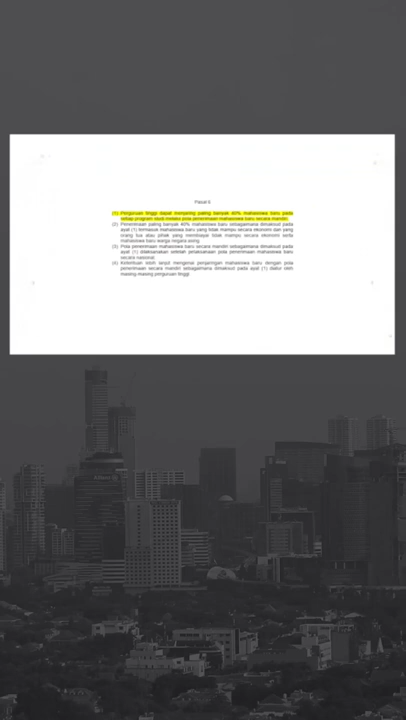 Pasal 6
(1) Perguruan tinggi dapat menjaring paling banyak 40% mahasiswa baru pada
setiap program studi melalui pola penerimaan mahasiswa baru secara mandiri.
(2) Penerimaan paling banyak 40% mahasiswa baru sebagaimana dimaksud pada
ayat (1) termasuk mahasiswa baru yang tidak mampu secara ekonomi dan yang
orang tua atau pihak yang membiayai tidak mampu secara ekonomi serta
mahasiswa baru warga negara asing.
(3) Pola penerimaan mahasiswa baru secara mandiri sebagaimana dimaksud pada
ayat (1) dilaksanakan setelah pelaksanaan pola penerimaan mahasiswa baru
secara nasional.
(4) Ketentuan lebih lanjut mengenai penjaringan mahasiswa baru dengan pola
penerimaan secara mandiri sebagaimana dimaksud pada ayat (1) diatur oleh
masing-masing perguruan tinggi.